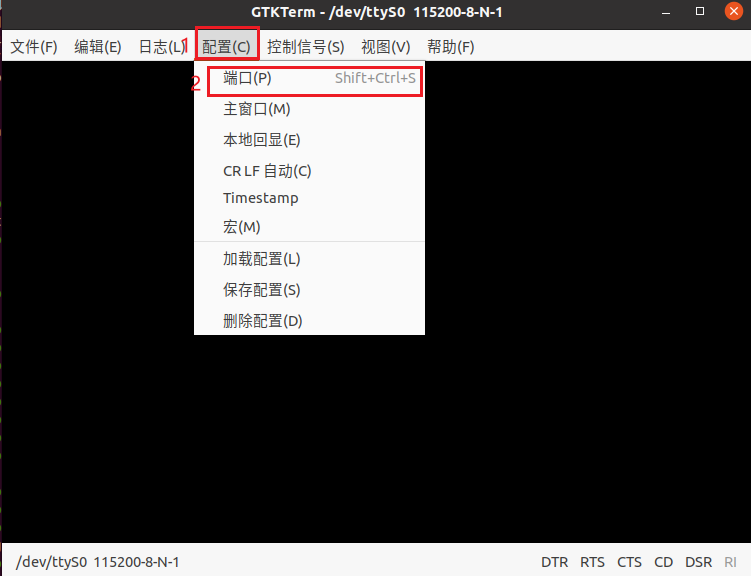 GTKTerm - /dev/ttyS0  115200-8-N-1
文件(F) 编辑(E) 日志(L) 1 配置(C) 控制信号(S) 视图(V) 帮助(F)
2 端口(P) Shift+Ctrl+S
主窗口(M)
本地回显(E)
CR LF 自动(C)
Timestamp
宏(M)
加载配置(L)
保存配置(S)
删除配置(D)
/dev/ttyS0  115200-8-N-1 DTR RTS CTS CD DSR RI